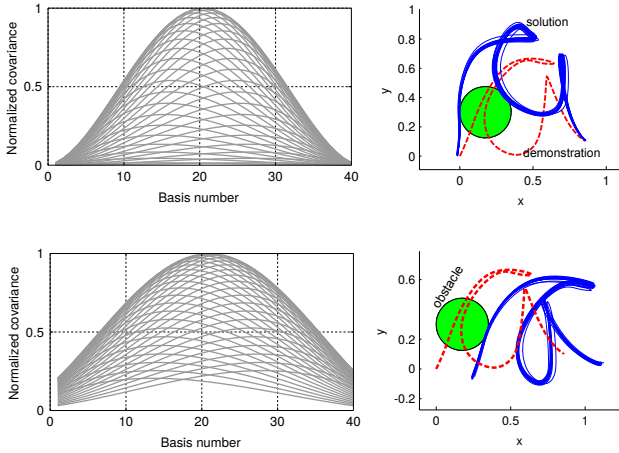 1
0.5
0
Normalized covariance
0 10 20 30 40
Basis number
1
0.8
0.6
0.4
0.2
0
y
solution
demonstration
0 0.5 1
x
1
0.5
0
Normalized covariance
0 10 20 30 40
Basis number
0.6
0.2
0
-0.2
y
obstacle
0 0.5 1
x